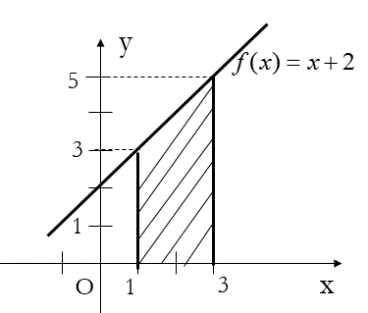 y
f(x) = x + 2
5
3
1
O 1 3 x